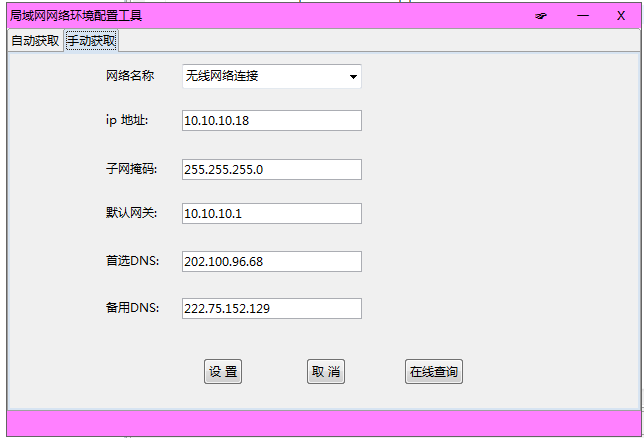 局域网网络环境配置工具
X
自动获取 手动获取
网络名称 无线网络连接
ip 地址: 10.10.10.18
子网掩码: 255.255.255.0
默认网关: 10.10.10.1
首选DNS: 202.100.96.68
备用DNS: 222.75.152.129
设 置 取 消 在线查询